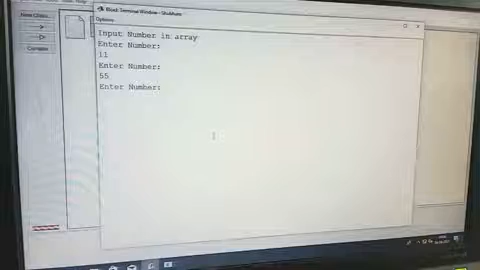 BlueJ: Terminal Window - Shubham
Options
New Class...
Compile
Input Number in array
Enter Number:
11
Enter Number:
55
Enter Number: